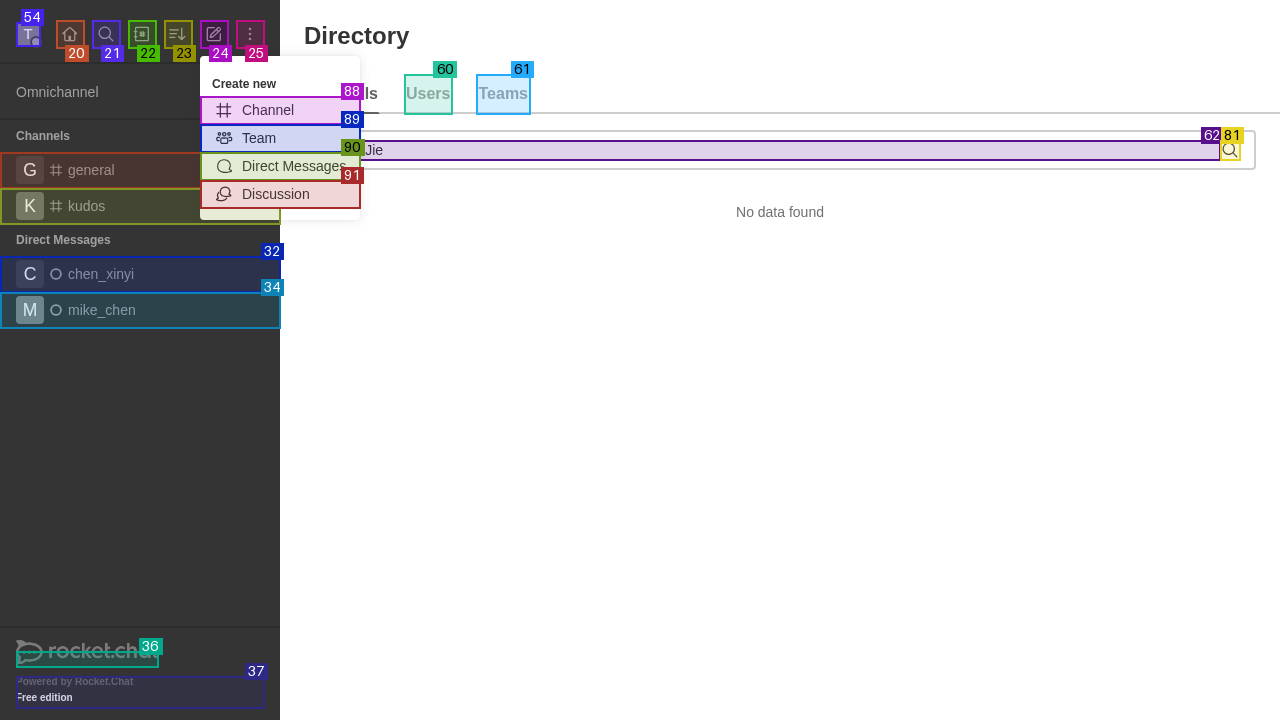 54
T
20
21
22
23
24
25
Directory
Omnichannel
Create new
88
Channel
89
Team
90
Direct Messages
91
Discussion
ls
60
Users
61
Teams
62
81
Jie
No data found
Channels
G general
K kudos
Direct Messages
32
C chen_xinyi
34
M mike_chen
36
rocket.chat
37
Powered by Rocket.Chat
Free edition